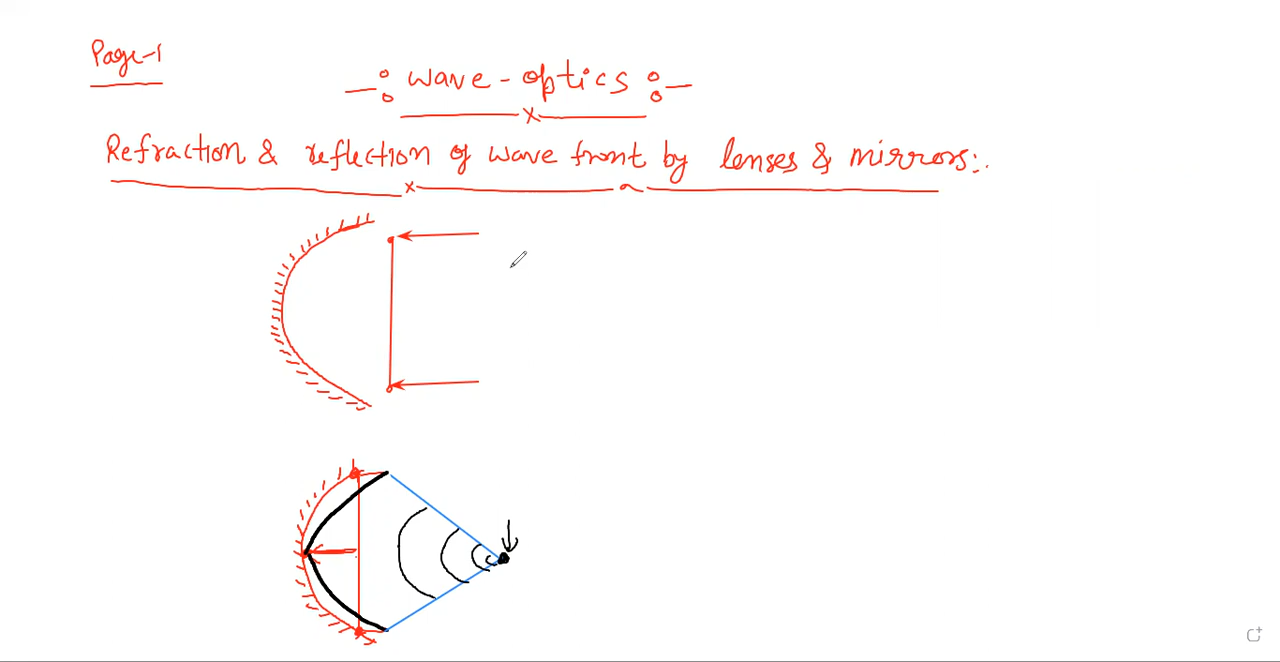 Page-1
wave-optics
Refraction & reflection of wave front by lenses & mirrors:.